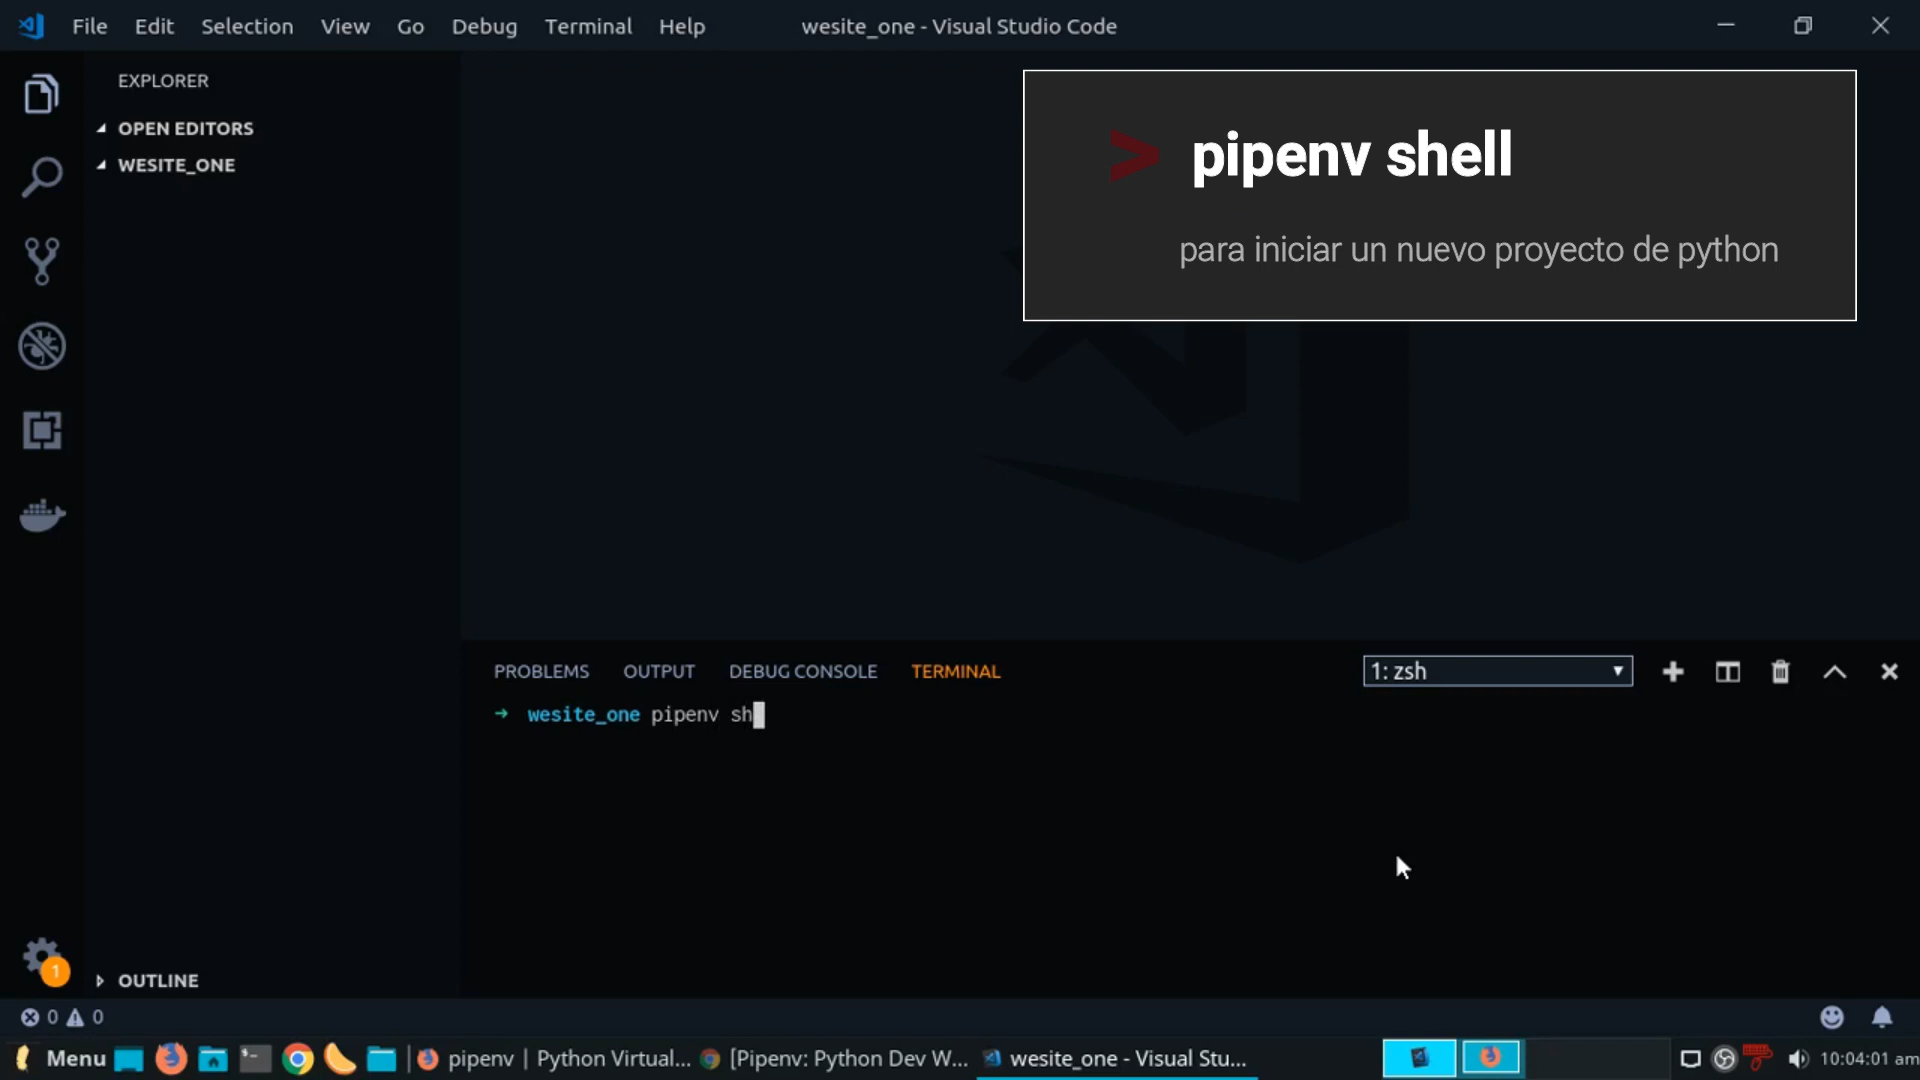 File Edit Selection View Go Debug Terminal Help
wesite_one - Visual Studio Code
EXPLORER
OPEN EDITORS
WESITE_ONE
> pipenv shell
para iniciar un nuevo proyecto de python
PROBLEMS OUTPUT DEBUG CONSOLE TERMINAL
1: zsh
→ wesite_one pipenv sh
1
OUTLINE
0 0
Menu
pipenv | Python Virtual...
[Pipenv: Python Dev W...
wesite_one - Visual Stu...
10:04:01 am